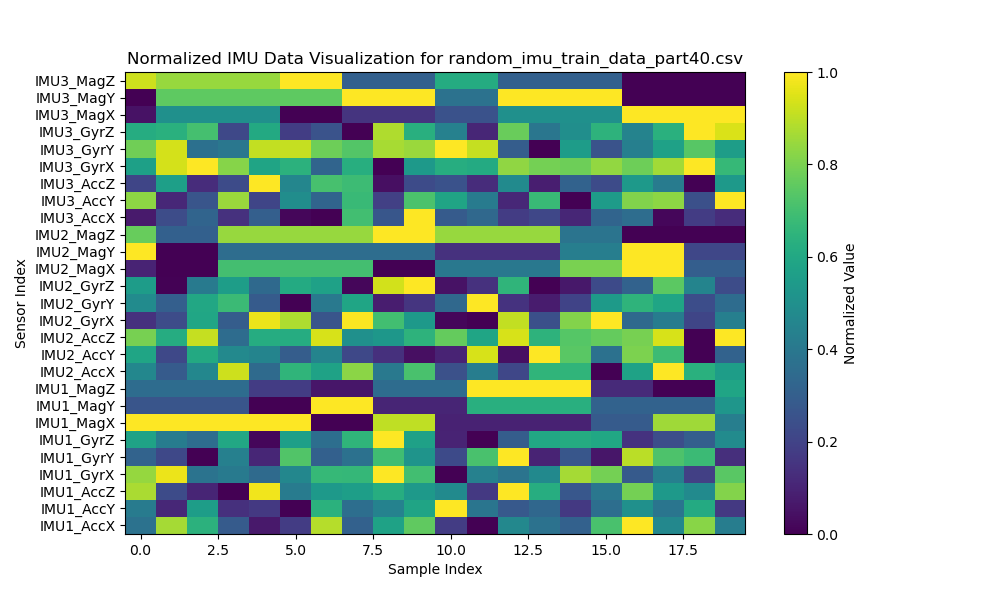 Normalized IMU Data Visualization for random_imu_train_data_part40.csv
Sensor Index
IMU3_MagZ
IMU3_MagY
IMU3_MagX
IMU3_GyrZ
IMU3_GyrY
IMU3_GyrX
IMU3_AccZ
IMU3_AccY
IMU3_AccX
IMU2_MagZ
IMU2_MagY
IMU2_MagX
IMU2_GyrZ
IMU2_GyrY
IMU2_GyrX
IMU2_AccZ
IMU2_AccY
IMU2_AccX
IMU1_MagZ
IMU1_MagY
IMU1_MagX
IMU1_GyrZ
IMU1_GyrY
IMU1_GyrX
IMU1_AccZ
IMU1_AccY
IMU1_AccX
0.0 2.5 5.0 7.5 10.0 12.5 15.0 17.5
Sample Index
1.0
0.8
0.6
0.4
0.2
0.0
Normalized Value